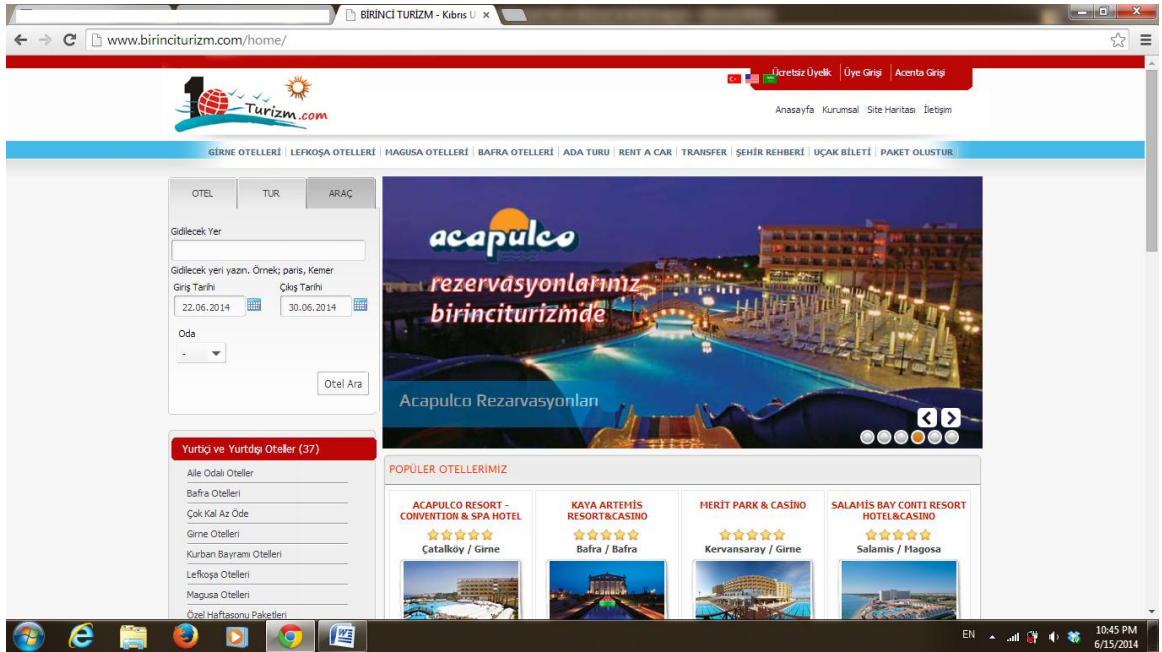 BİRİNCİ TURİZM - Kıbrıs U
www.birinciturizm.com/home/
Ücretsiz Üyelik Üye Girişi Acenta Girişi
1 Turizm.com
Anasayfa Kurumsal Site Haritası İletişim
GİRNE OTELLERİ LEFKOŞA OTELLERİ MAGUSA OTELLERİ BAFRA OTELLERİ ADA TURU RENT A CAR TRANSFER ŞEHİR REHBERİ UÇAK BİLETİ PAKET OLUSTUR
OTEL TUR ARAÇ
Gidilecek Yer
Gidilecek yeri yazın. Örnek; paris, Kemer
Giriş Tarihi Çıkış Tarihi
22.06.2014 30.06.2014
Oda
-
Otel Ara
acapulco
rezervasyonlarınız
birinciturizmde
Acapulco Rezarvasyonları
Yurtiçi ve Yurtdışı Oteller (37)
Aile Odalı Oteller
Bafra Otelleri
Çok Kal Az Öde
Girne Otelleri
Kurban Bayramı Otelleri
Lefkoşa Otelleri
Magusa Otelleri
Özel Haftasonu Paketleri
POPÜLER OTELLERİMİZ
ACAPULCO RESORT -
CONVENTION & SPA HOTEL
Çatalköy / Girne
KAYA ARTEMİS
RESORT&CASINO
Bafra / Bafra
MERİT PARK & CASİNO
Kervansaray / Girne
SALAMİS BAY CONTI RESORT
HOTEL&CASINO
Salamis / Magosa
EN
10:45 PM
6/15/2014